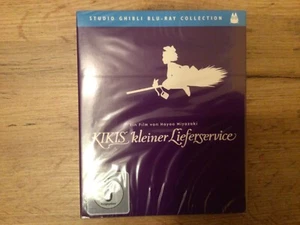 STUDIO GHIBLI BLU-RAY COLLECTION
Ein Film von Hayao Miyazaki
KIKIS kleiner Lieferservice